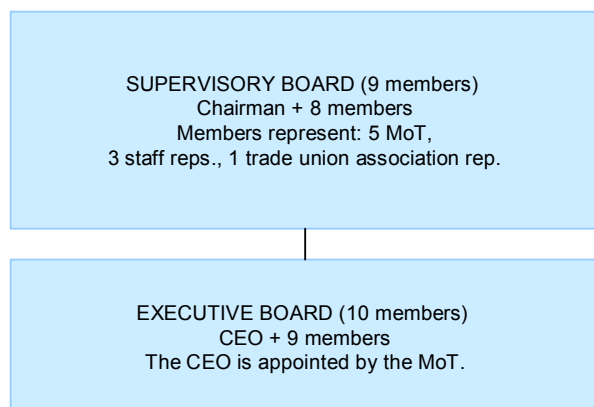 SUPERVISORY BOARD (9 members)
Chairman + 8 members
Members represent: 5 MoT,
3 staff reps., 1 trade union association rep.
EXECUTIVE BOARD (10 members)
CEO + 9 members
The CEO is appointed by the MoT.